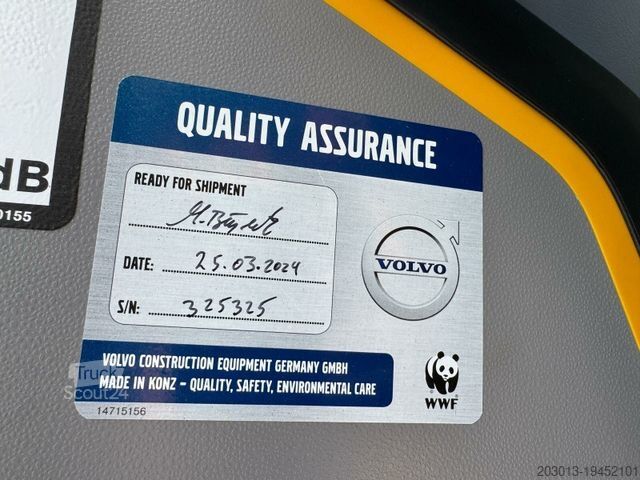 dB
0155
QUALITY ASSURANCE
READY FOR SHIPMENT
DATE: 25.03.2024
S/N: 325325
VOLVO
VOLVO CONSTRUCTION EQUIPMENT GERMANY GMBH
MADE IN KONZ – QUALITY, SAFETY, ENVIRONMENTAL CARE
WWF
14715156
Truck
Scout24
203013-19452101